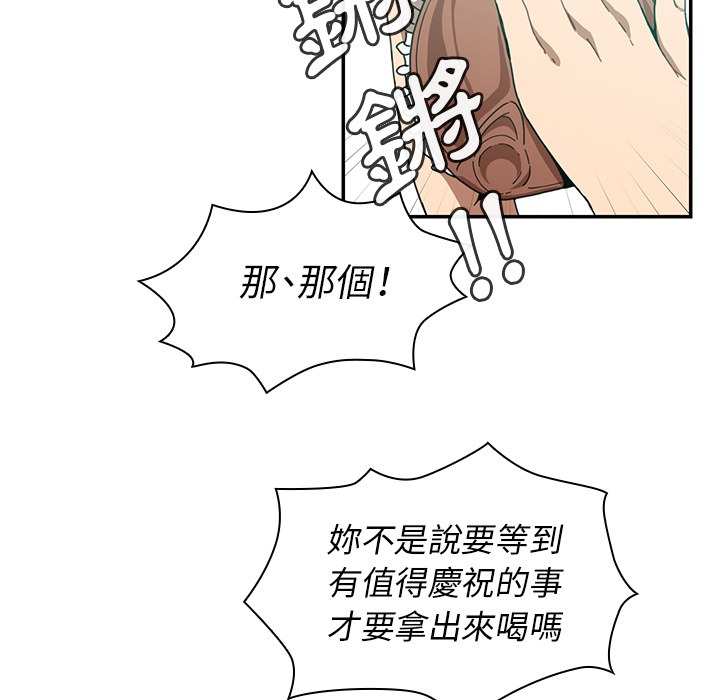 鏘
鏘
!!
那、那個!
妳不是說要等到
有值得慶祝的事
才要拿出來喝嗎